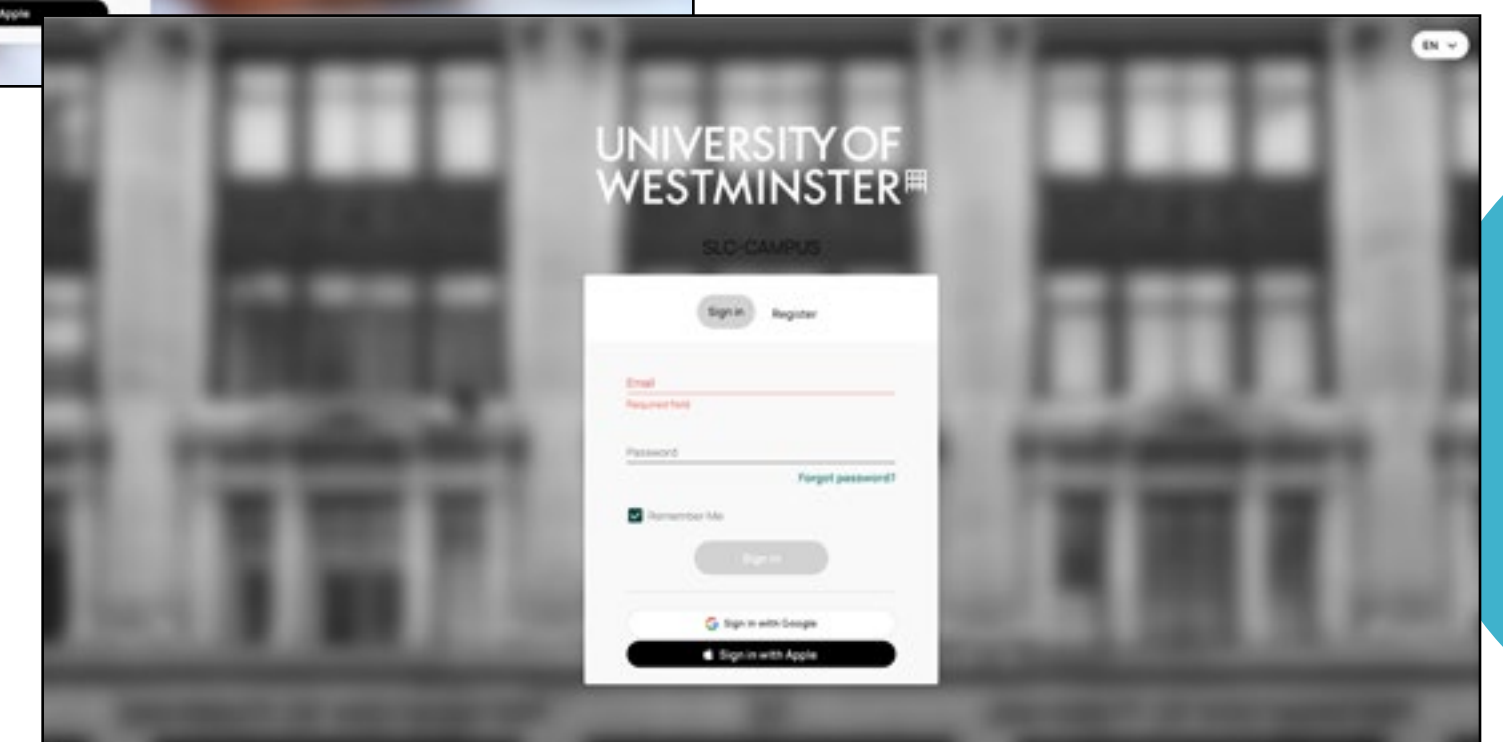 Apple
EN
UNIVERSITY OF
WESTMINSTER
SLC-CAMPUS
Sign in Register
Email
Required field
Password
Forgot password?
Remember Me
Sign in
Sign in with Google
Sign in with Apple